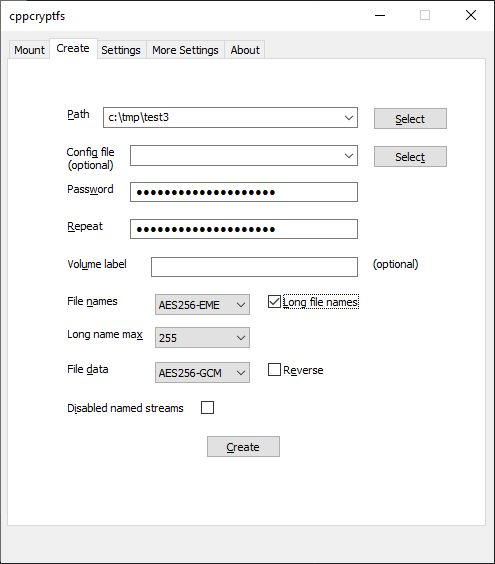 cppcryptfs
Mount Create Settings More Settings About
Path c:\tmp\test3 Select
Config file
(optional) Select
Password ●●●●●●●●●●●●●●●●●●●●
Repeat ●●●●●●●●●●●●●●●●●●●●
Volume label (optional)
File names AES256-EME Long file names
Long name max 255
File data AES256-GCM Reverse
Disabled named streams
Create